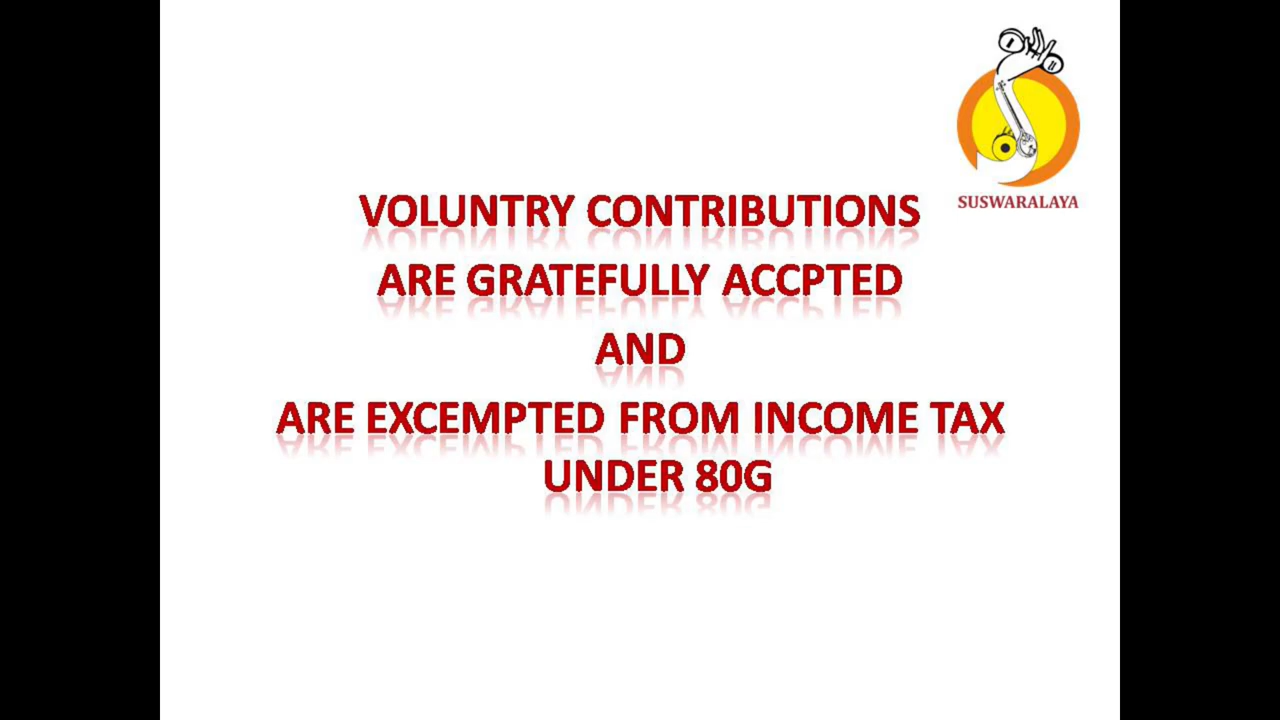 SUSWARALAYA
VOLUNTRY CONTRIBUTIONS
ARE GRATEFULLY ACCPTED
AND
ARE EXCEMPTED FROM INCOME TAX
UNDER 80G